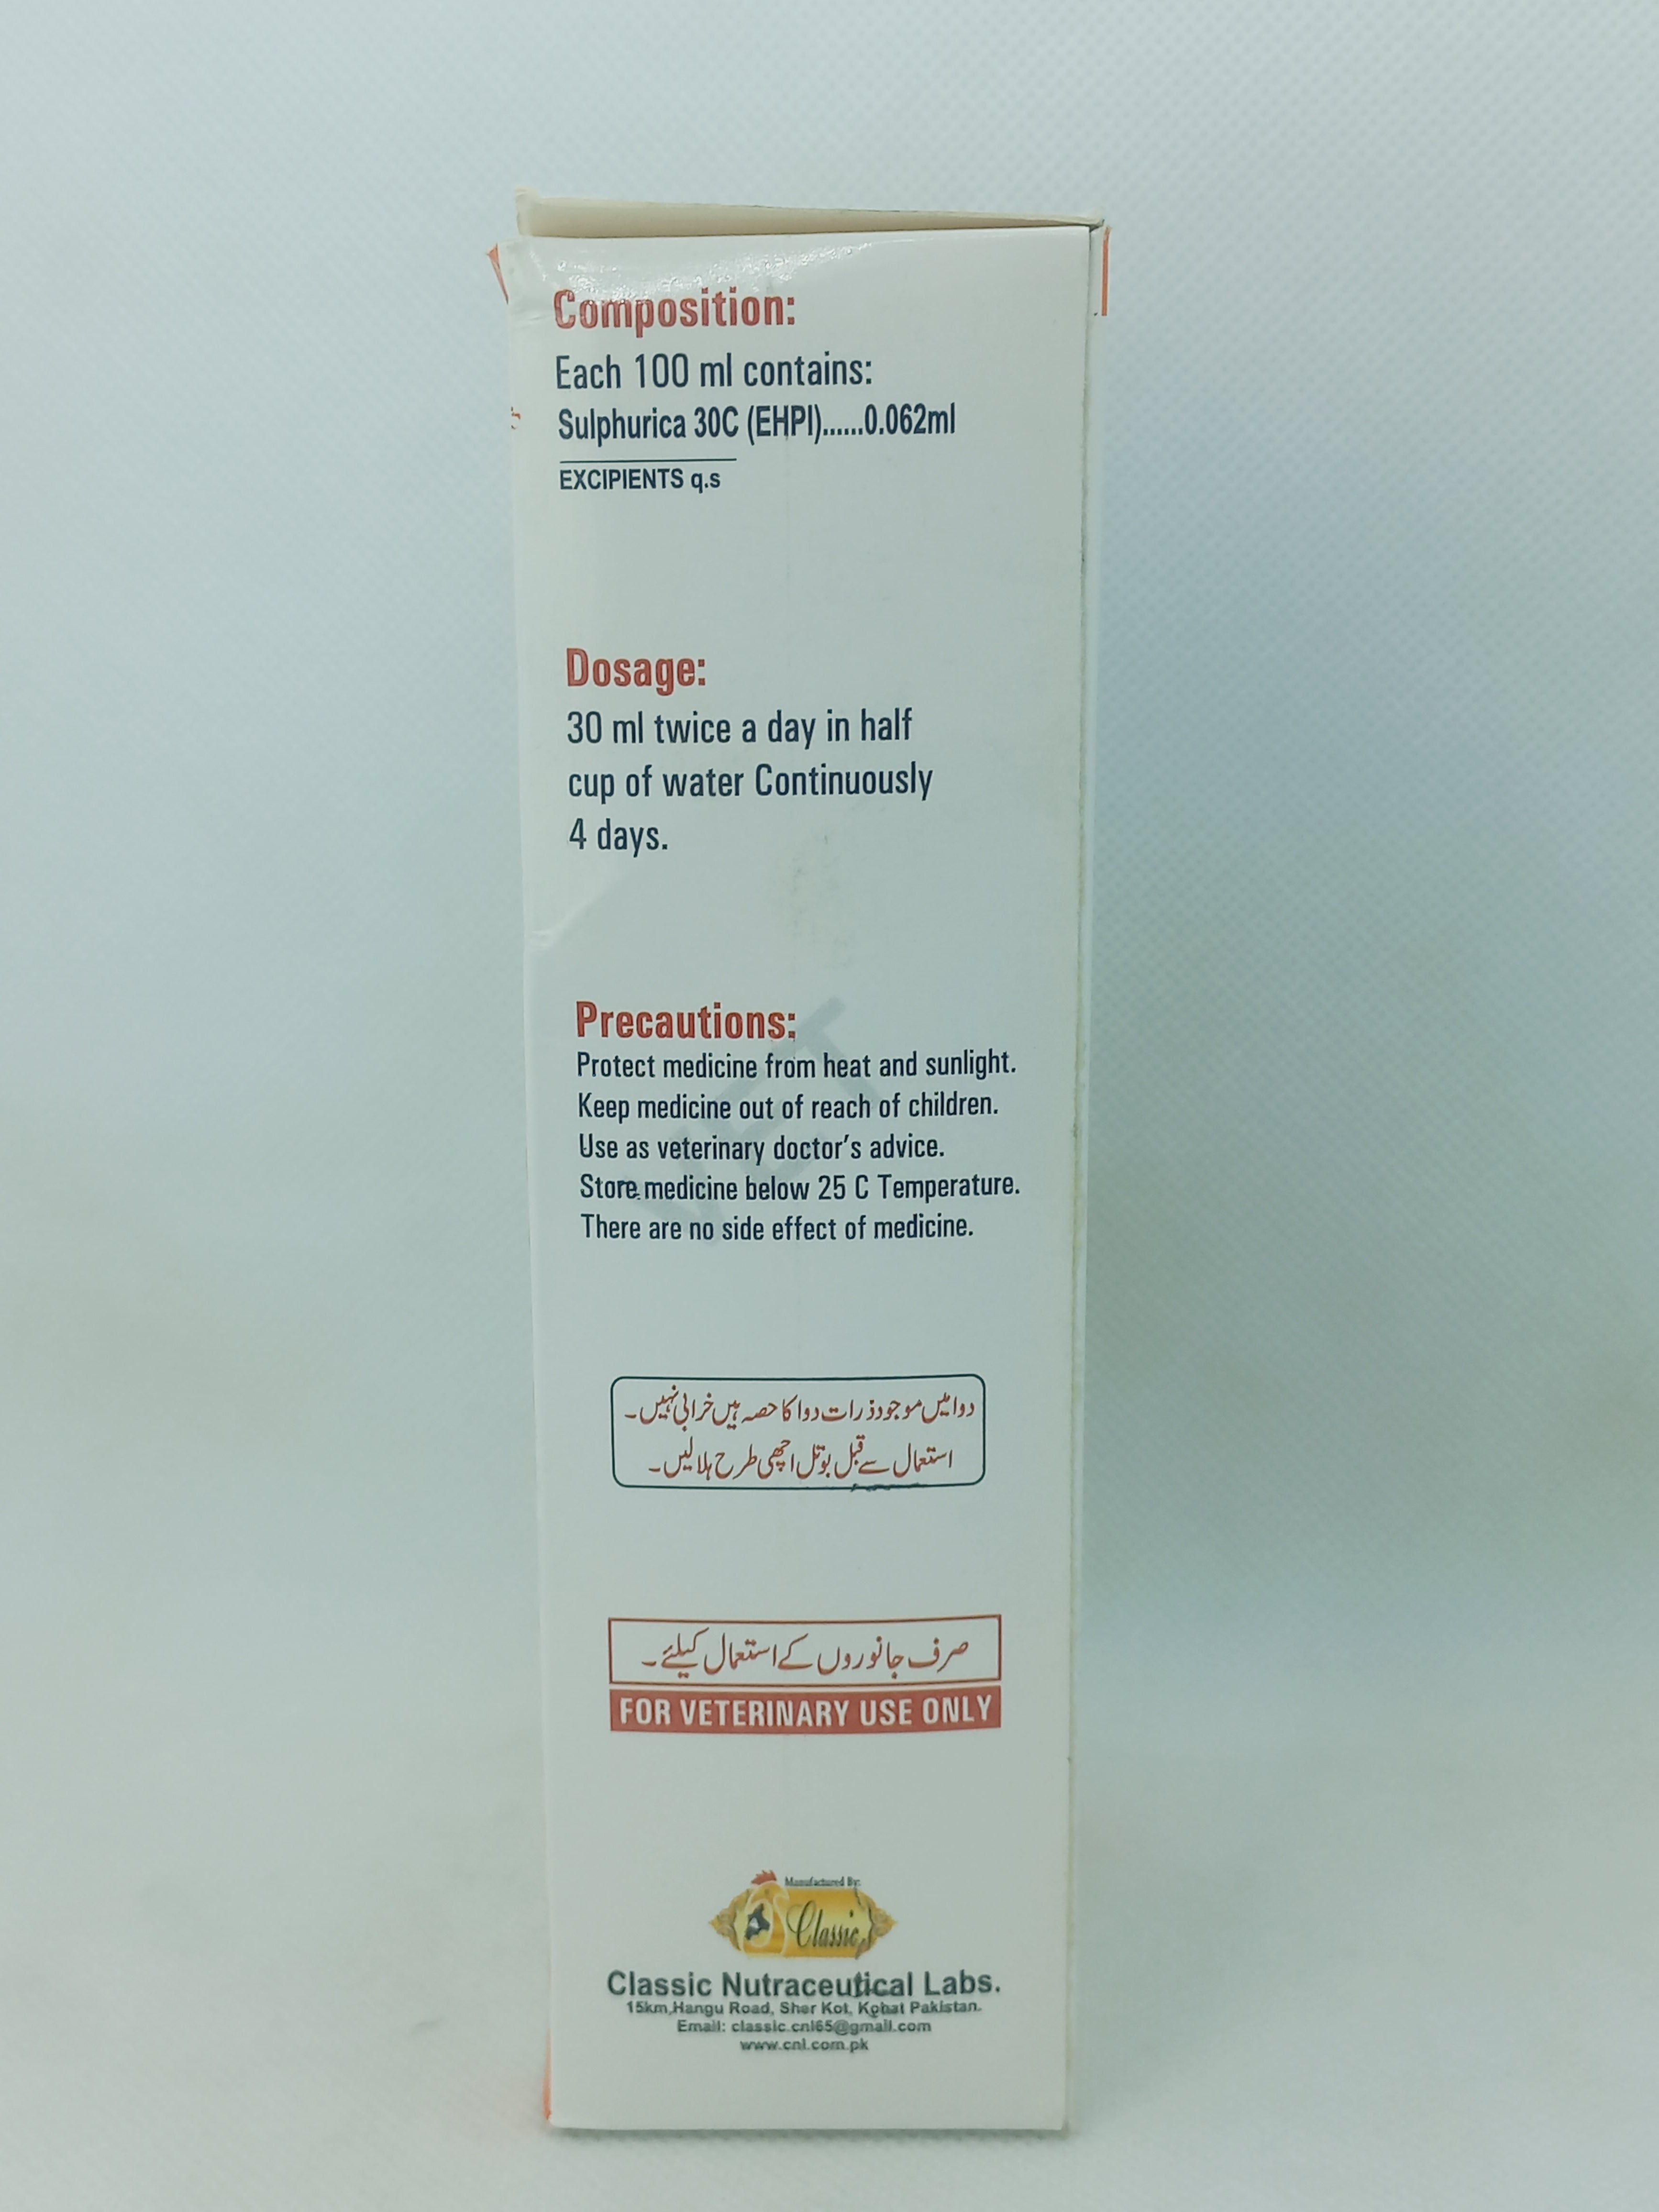 Composition:
Each 100 ml contains:
Sulphurica 30C (EHPI)......0.062ml
EXCIPIENTS q.s
Dosage:
30 ml twice a day in half
cup of water Continuously
4 days.
Precautions:
Protect medicine from heat and sunlight.
Keep medicine out of reach of children.
Use as veterinary doctor's advice.
Store medicine below 25 C Temperature.
There are no side effect of medicine.
VET
دوا میں موجود ذرات دوا کا حصہ ہیں خرابی نہیں۔
استعمال سے قبل بوتل اچھی طرح ہلا لیں۔
صرف جانوروں کے استعمال کیلئے۔
FOR VETERINARY USE ONLY
Manufactured By:
Classic
Classic Nutraceutical Labs.
15km,Hangu Road, Sher Kot, Kohat Pakistan.
Email: classic.cnl65@gmail.com
www.cnl.com.pk